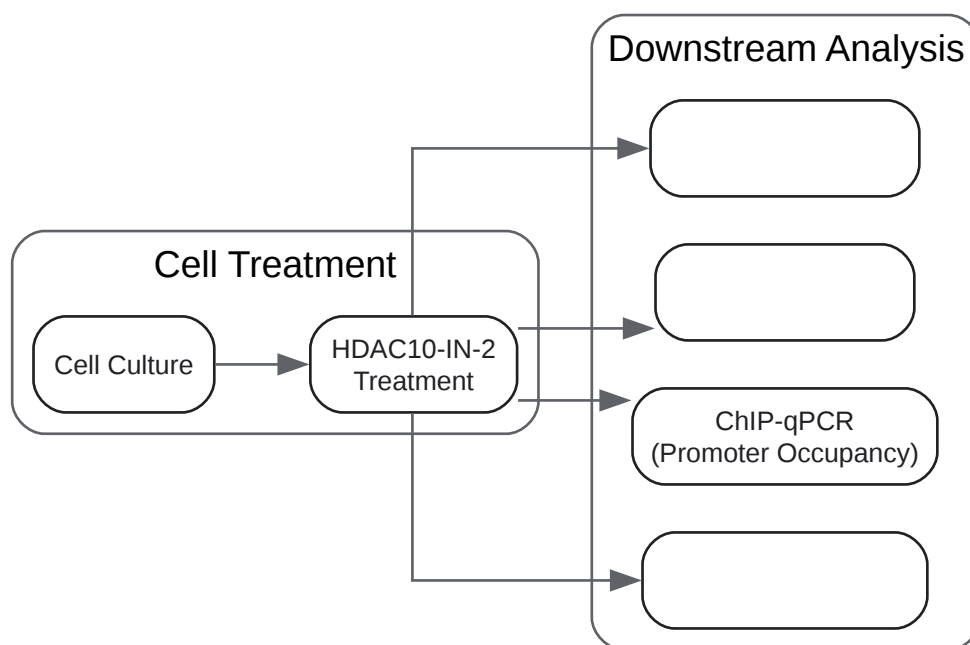 Downstream Analysis
Cell Treatment
Cell Culture
HDAC10-IN-2
Treatment
ChIP-qPCR
(Promoter Occupancy)